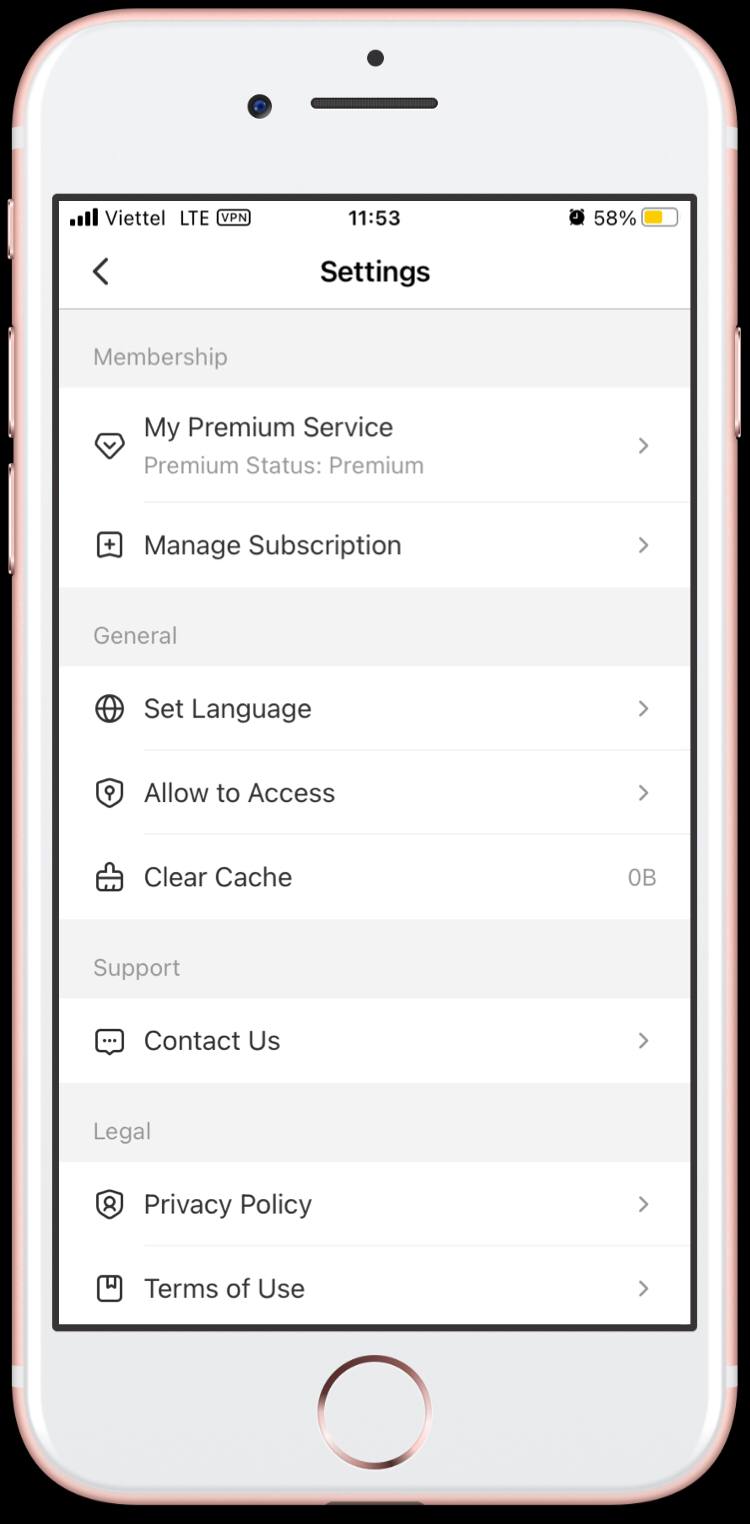 Viettel LTE VPN 11:53 58%
Settings
Membership
My Premium Service
Premium Status: Premium
Manage Subscription
General
Set Language
Allow to Access
Clear Cache 0B
Support
Contact Us
Legal
Privacy Policy
Terms of Use